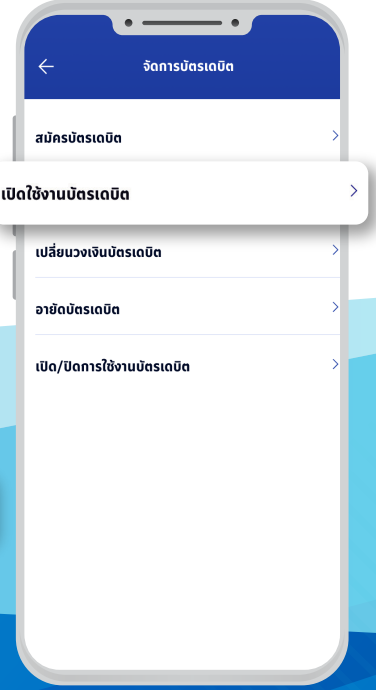 จัดการบัตรเดบิต
สมัครบัตรเดบิต
เปิดใช้งานบัตรเดบิต
เปลี่ยนวงเงินบัตรเดบิต
อายัดบัตรเดบิต
เปิด/ปิดการใช้งานบัตรเดบิต